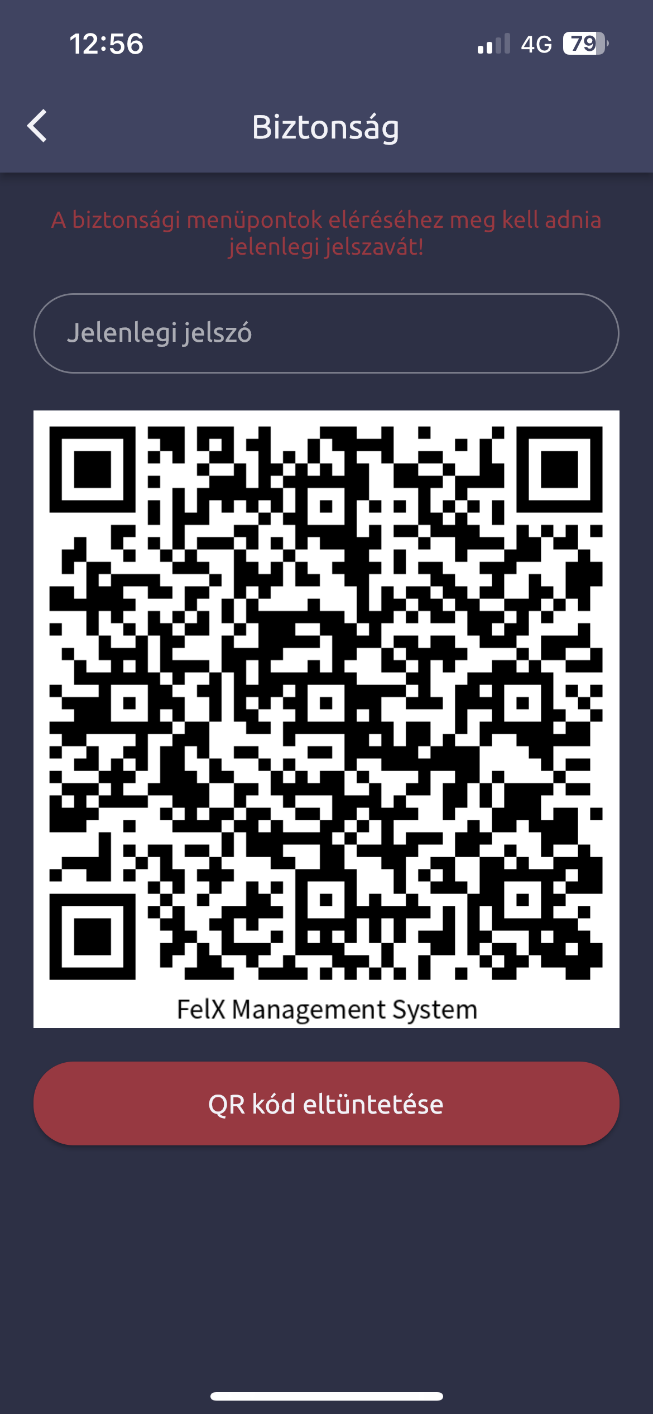 12:56
4G
79
Biztonság
A biztonsági menüpontok eléréséhez meg kell adnia
jelenlegi jelszavát!
Jelenlegi jelszó
FelX Management System
QR kód eltüntetése